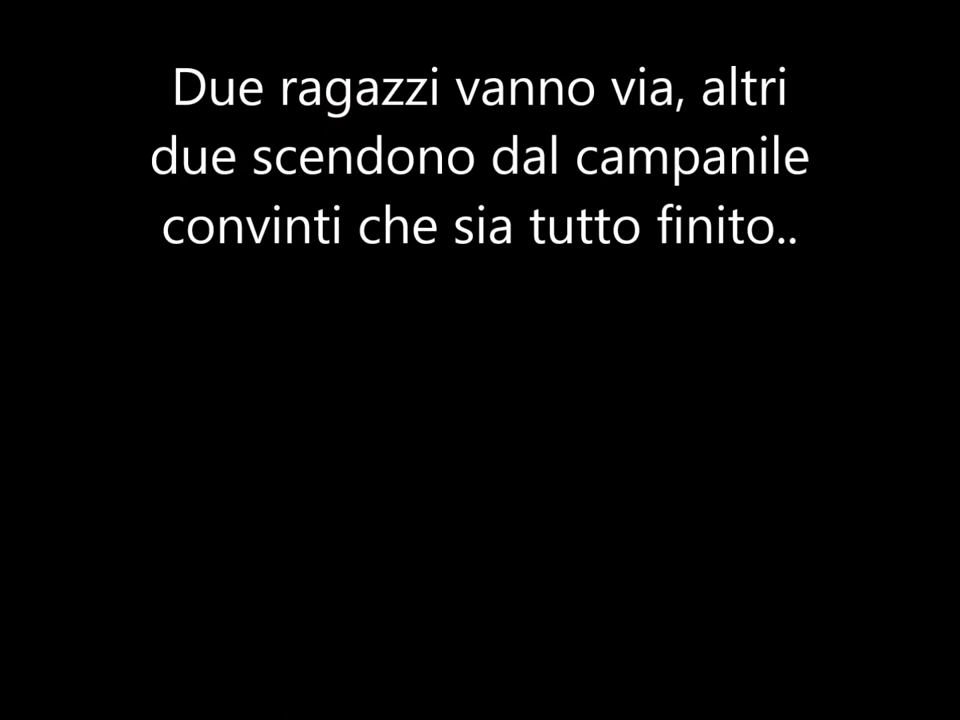 Due ragazzi vanno via, altri
due scendono dal campanile
convinti che sia tutto finito..